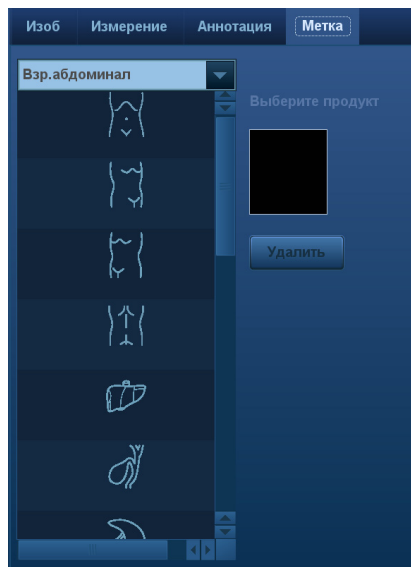 Изоб Измерение Аннотация Метка
Взр.абдоминал
Выберите продукт
Удалить